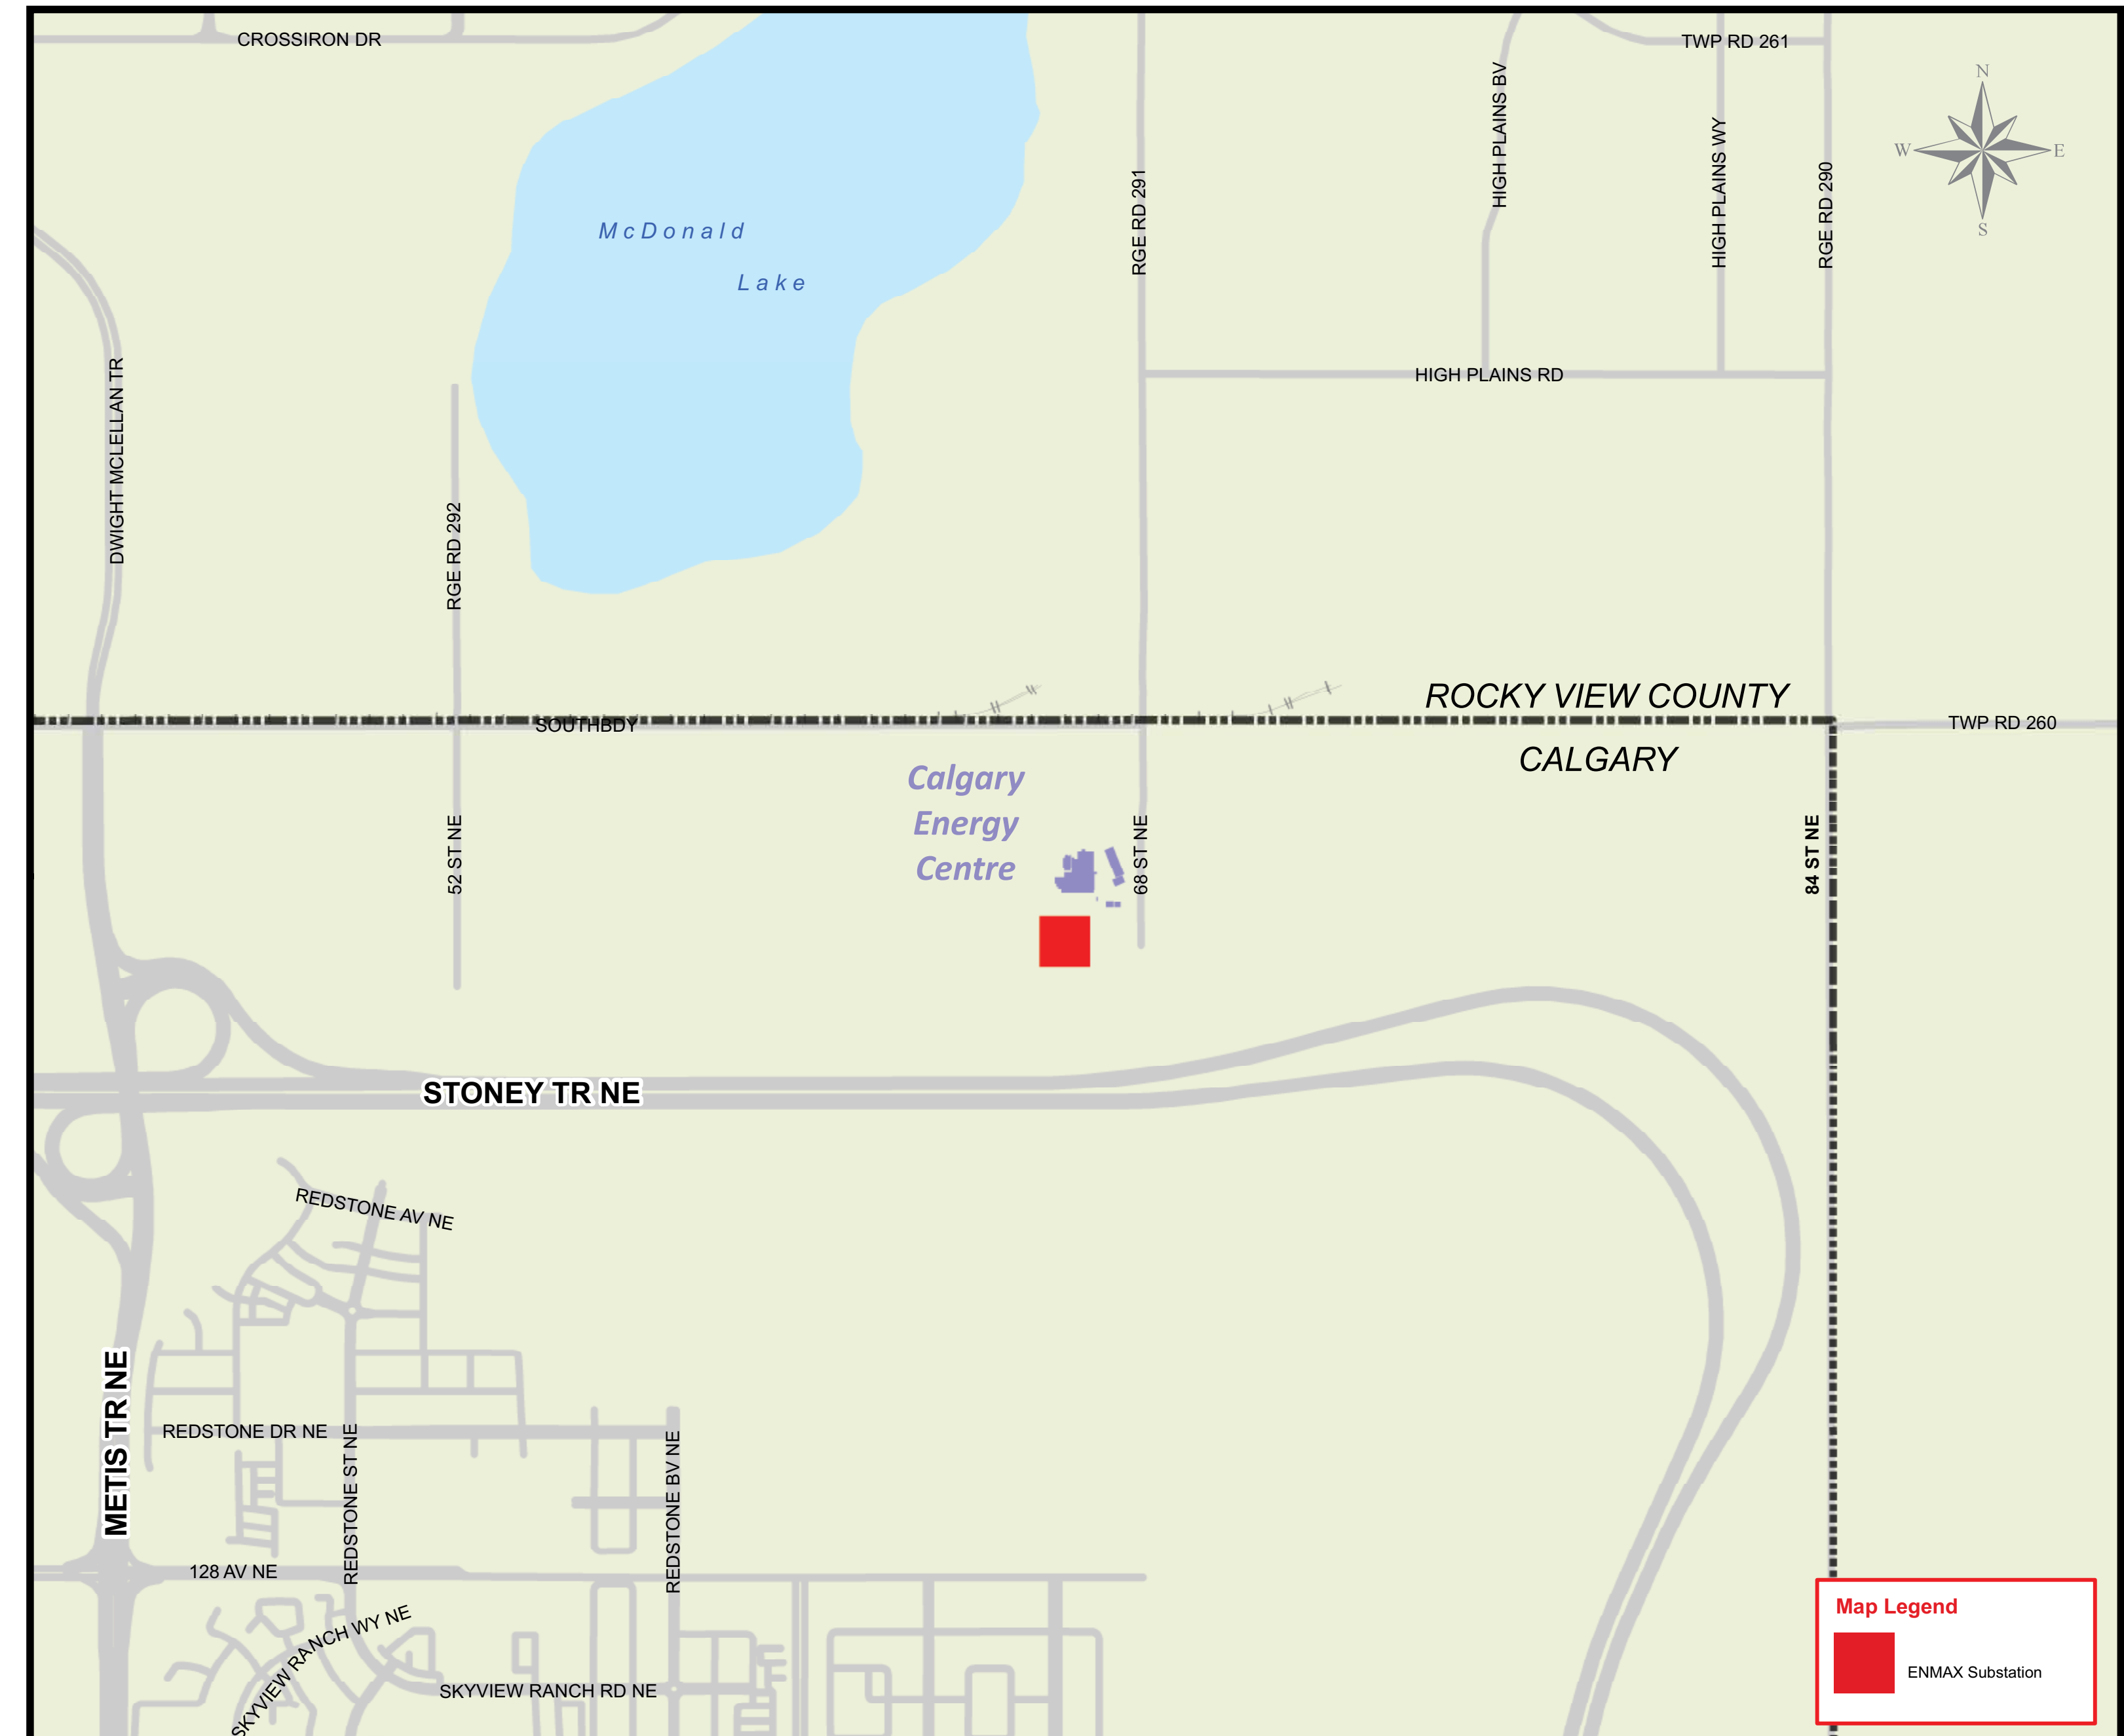 CROSSIRON DR
TWP RD 261
HIGH PLAINS BV
HIGH PLAINS WY
RGE RD 291
RGE RD 290
N
W
E
S
McDonald
Lake
HIGH PLAINS RD
DWIGHT MCLELLAN TR
RGE RD 292
ROCKY VIEW COUNTY
SOUTHBDY
TWP RD 260
CALGARY
Calgary
Energy
Centre
52 ST NE
68 ST NE
84 ST NE
STONEY TR NE
REDSTONE AV NE
METIS TR NE
REDSTONE DR NE
REDSTONE ST NE
REDSTONE BV NE
128 AV NE
SKYVIEW RANCH WY NE
SKYVIEW RANCH RD NE
Map Legend
ENMAX Substation